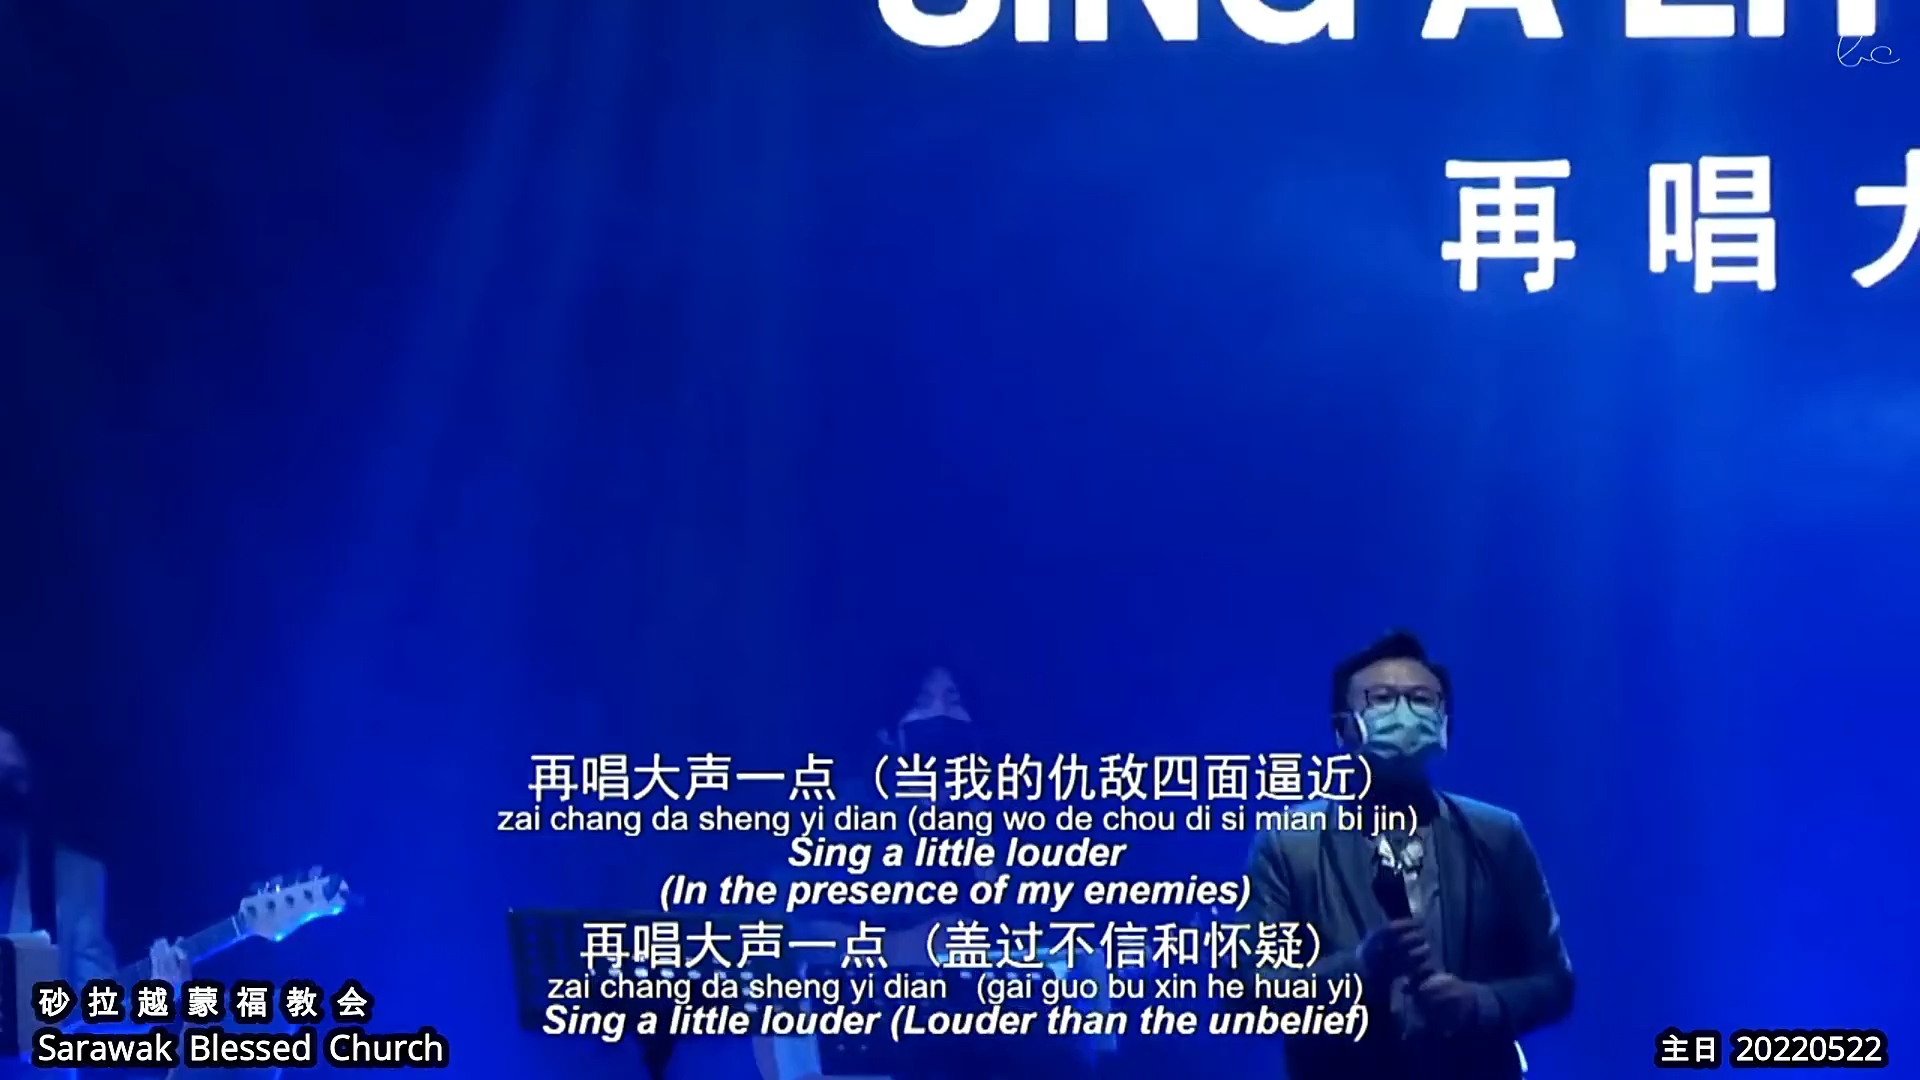 SING A LIT
再唱大
再唱大声一点（当我的仇敌四面逼近）
zai chang da sheng yi dian (dang wo de chou di si mian bi jin)
Sing a little louder
(In the presence of my enemies)
再唱大声一点（盖过不信和怀疑）
zai chang da sheng yi dian (gai guo bu xin he huai yi)
Sing a little louder (Louder than the unbelief)
砂拉越蒙福教会
Sarawak Blessed Church
主日 20220522